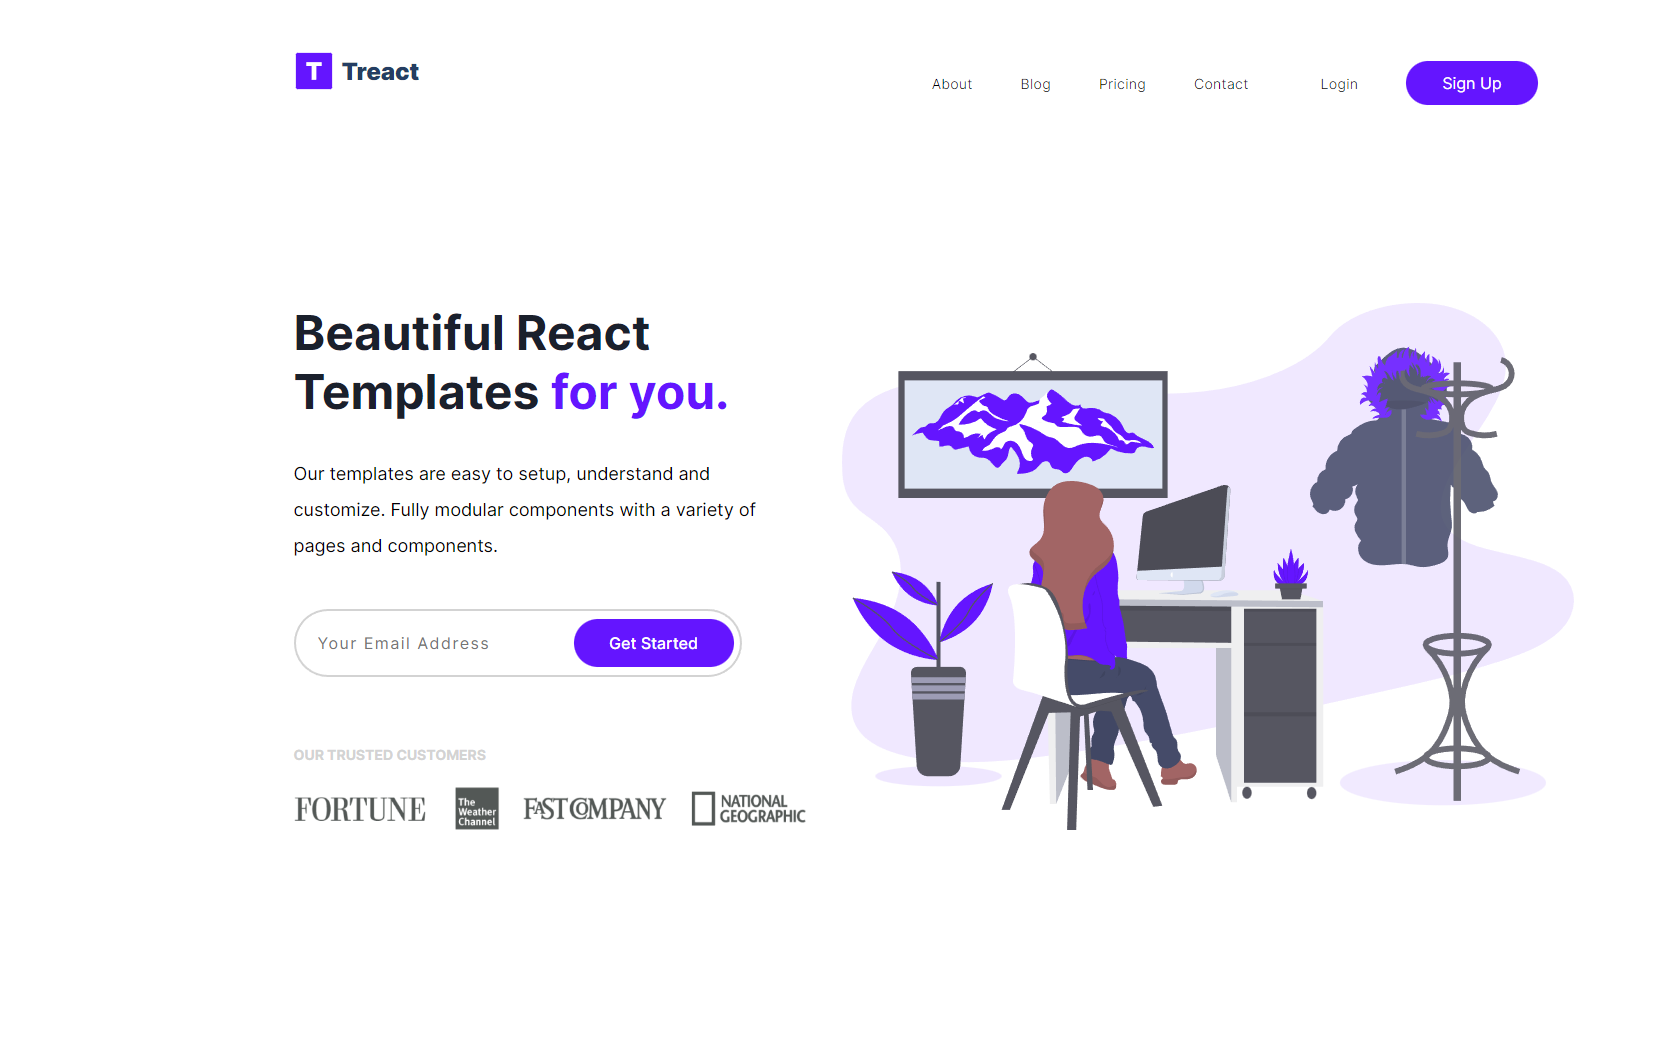 T Treact
About Blog Pricing Contact Login Sign Up
Beautiful React
Templates for you.
Our templates are easy to setup, understand and
customize. Fully modular components with a variety of
pages and components.
Your Email Address Get Started
OUR TRUSTED CUSTOMERS
FORTUNE
The
Weather
Channel
FAST COMPANY
NATIONAL
GEOGRAPHIC